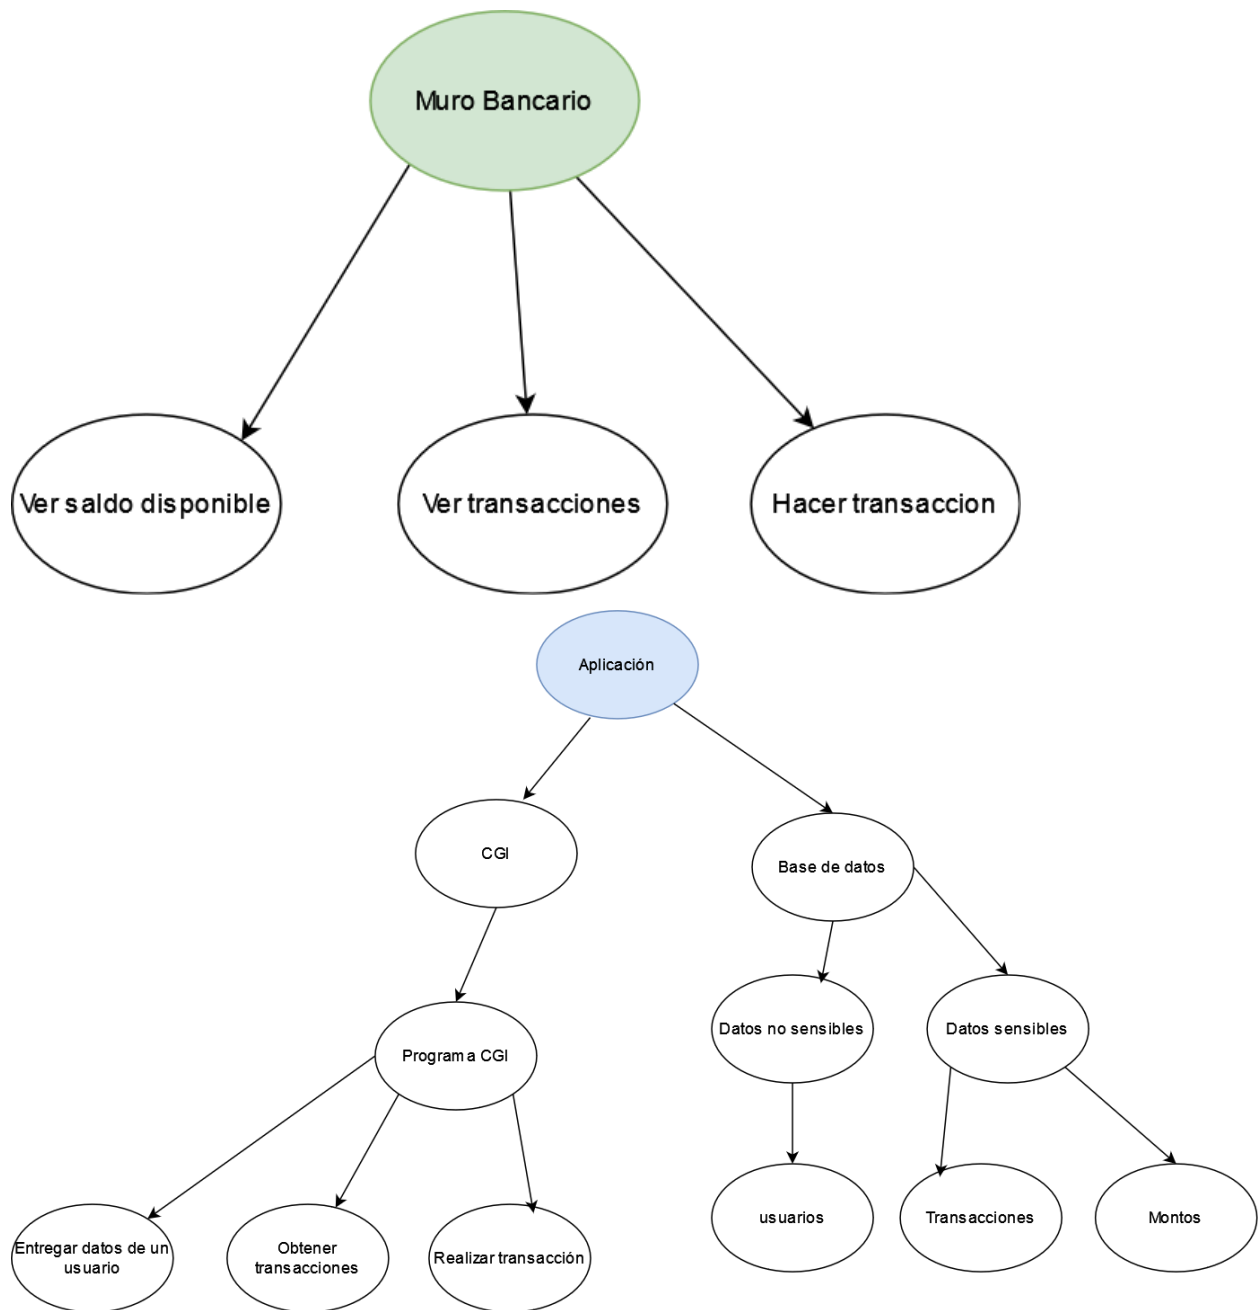 Muro Bancario
Ver saldo disponible
Ver transacciones
Hacer transaccion
Aplicación
CGI
Base de datos
Datos no sensibles
Datos sensibles
Programa CGI
usuarios
Transacciones
Montos
Entregar datos de un
usuario
Obtener
transacciones
Realizar transacción